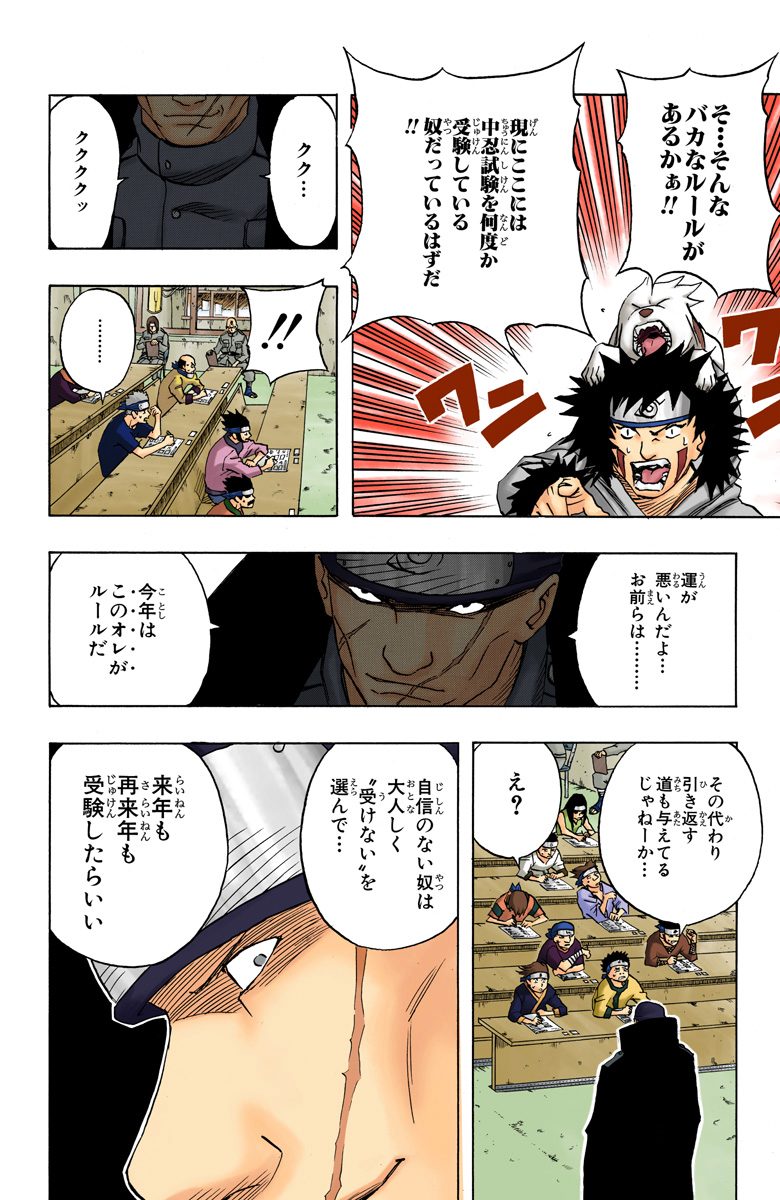 そ…そんな
バカなルールが
あるかぁ!!
現にここには
中忍試験を何度か
受験している
奴だっているはずだ
!!
ワン
ワン
クク…
ククククッ
!!
………
運が
悪いんだよ…
お前らは………
今年は
このオレが
ルールだ
その代わり
引き返す
道も与えてる
じゃねーか…
え?
自信のない奴は
大人しく
“受けない”を
選んで…
来年も
再来年も
受験したらいい